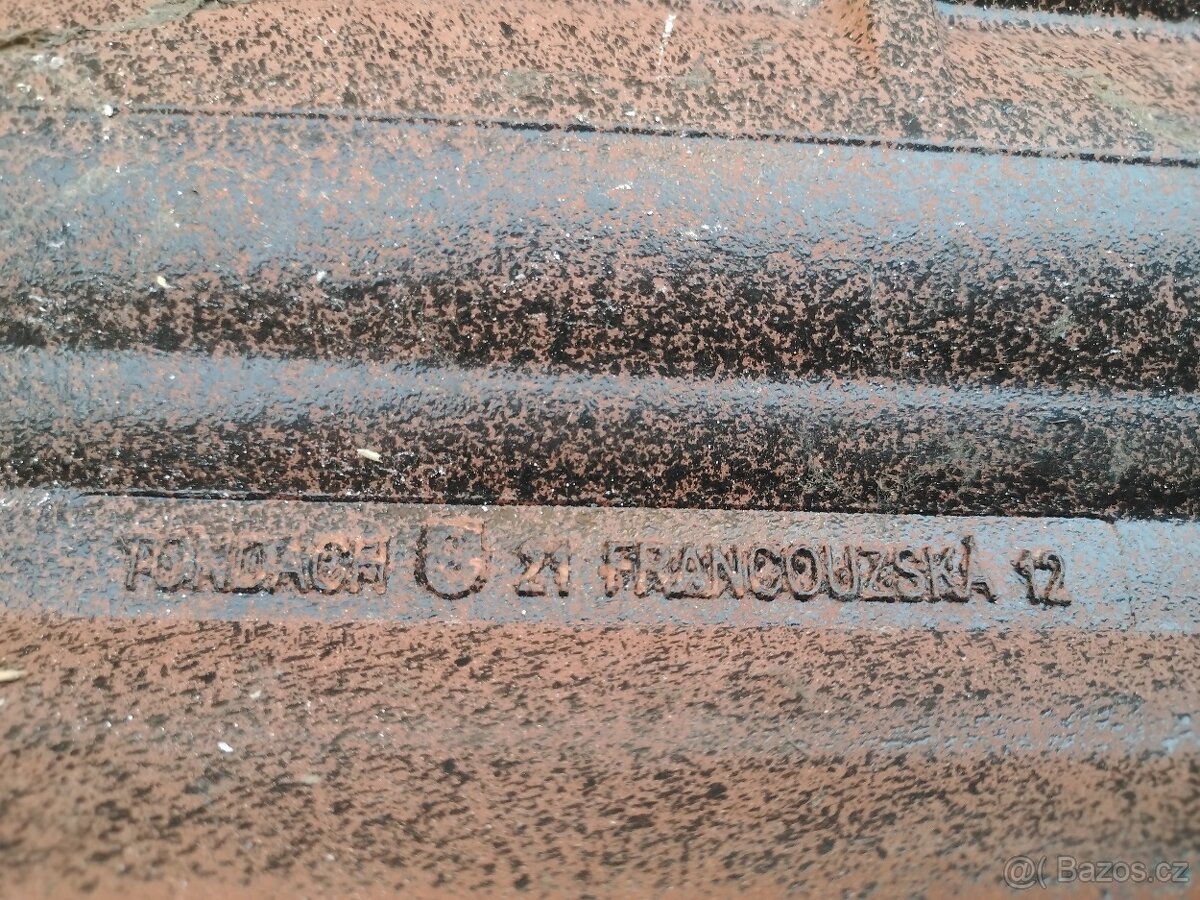 TONDACH S 21 FRANCOUZSKÁ 12
@( Bazos.cz